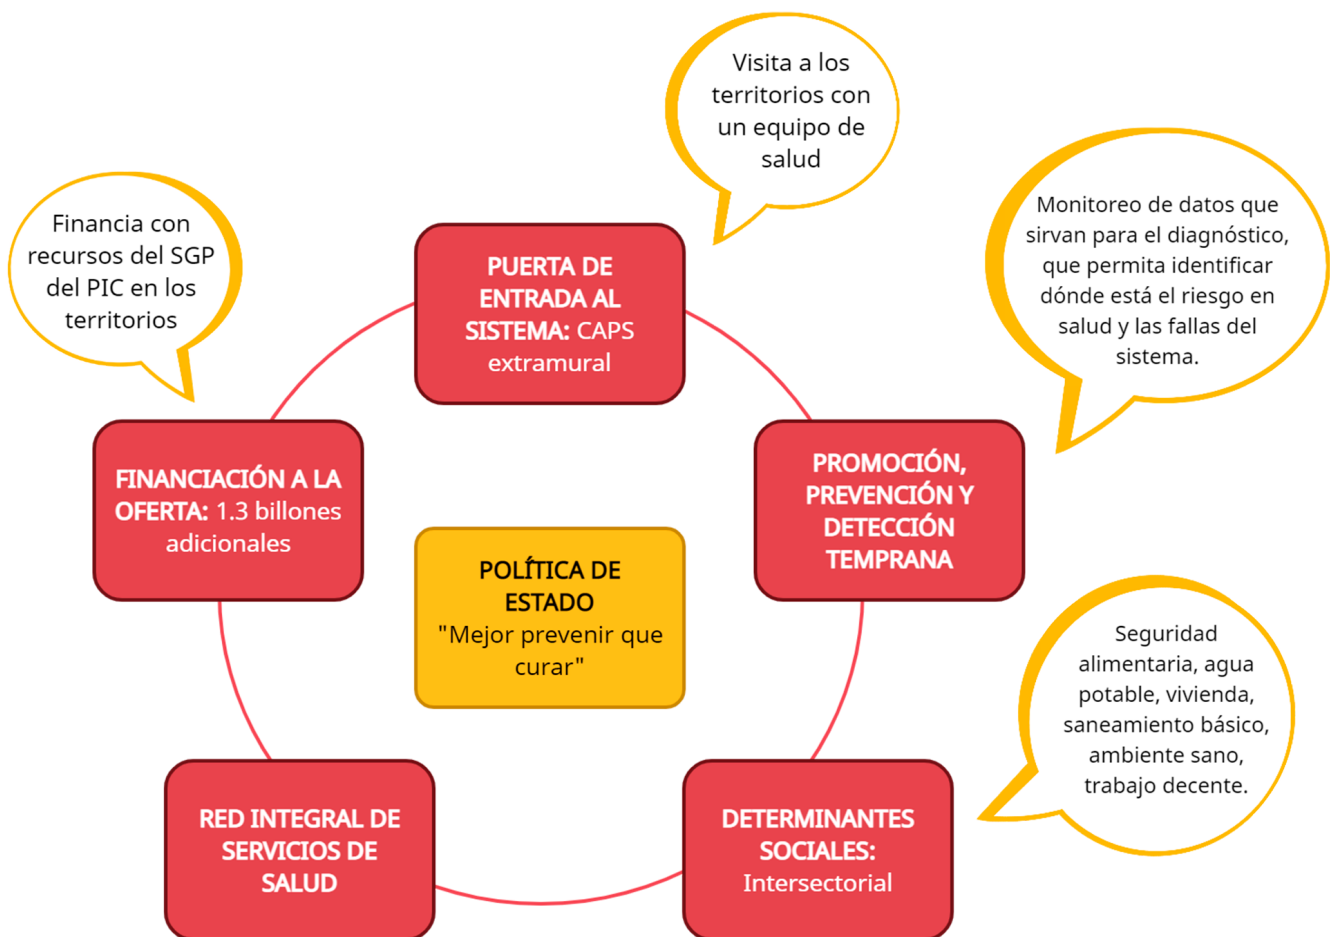 Visita a los
territorios con
un equipo de
salud
Financia con
recursos del SGP
del PIC en los
territorios
Monitoreo de datos que
sirvan para el diagnóstico,
que permita identificar
dónde está el riesgo en
salud y las fallas del
sistema.
PUERTA DE
ENTRADA AL
SISTEMA: CAPS
extramural
FINANCIACIÓN A LA
OFERTA: 1.3 billones
adicionales
PROMOCIÓN,
PREVENCIÓN Y
DETECCIÓN
TEMPRANA
POLÍTICA DE
ESTADO
"Mejor prevenir que
curar"
Seguridad
alimentaria, agua
potable, vivienda,
saneamiento básico,
ambiente sano,
trabajo decente.
RED INTEGRAL DE
SERVICIOS DE
SALUD
DETERMINANTES
SOCIALES:
Intersectorial